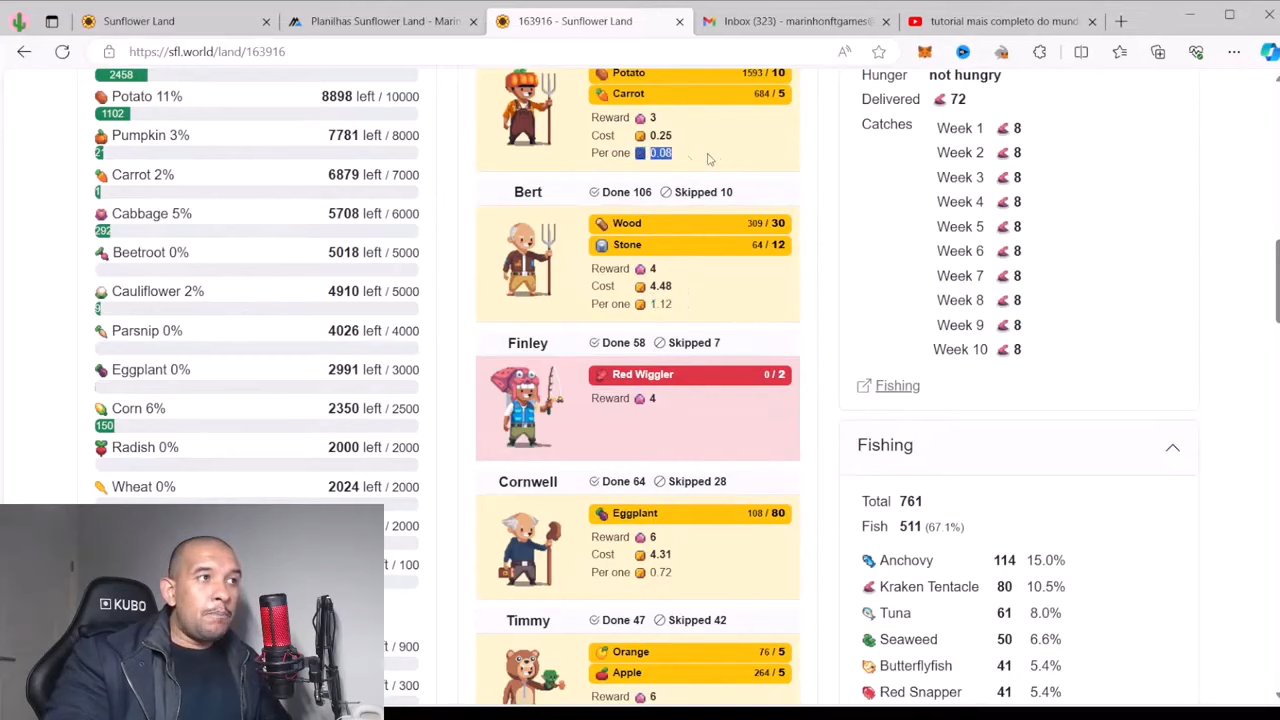 Sunflower Land
Planilhas Sunflower Land - Marin
163916 - Sunflower Land
Inbox (323) - marinhonftgames@
tutorial mais completo do mund
https://sfl.world/land/163916
2458
Potato 11% 8898 left / 10000
1102
Pumpkin 3% 7781 left / 8000
Carrot 2% 6879 left / 7000
Cabbage 5% 5708 left / 6000
292
Beetroot 0% 5018 left / 5000
Cauliflower 2% 4910 left / 5000
Parsnip 0% 4026 left / 4000
Eggplant 0% 2991 left / 3000
Corn 6% 2350 left / 2500
150
Radish 0% 2000 left / 2000
Wheat 0% 2024 left / 2000
/ 2000
t / 100
t / 900
t / 300
KUBO
Potato 1593 / 10
Carrot 684 / 5
Reward 3
Cost 0.25
Per one 0.08
Bert Done 106 Skipped 10
Wood 309 / 30
Stone 64 / 12
Reward 4
Cost 4.48
Per one 1.12
Finley Done 58 Skipped 7
Red Wiggler 0 / 2
Reward 4
Cornwell Done 64 Skipped 28
Eggplant 108 / 80
Reward 6
Cost 4.31
Per one 0.72
Timmy Done 47 Skipped 42
Orange 76 / 5
Apple 264 / 5
Reward 6
Hunger not hungry
Delivered 72
Catches
Week 1 8
Week 2 8
Week 3 8
Week 4 8
Week 5 8
Week 6 8
Week 7 8
Week 8 8
Week 9 8
Week 10 8
Fishing
Fishing
Total 761
Fish 511 (67.1%)
Anchovy 114 15.0%
Kraken Tentacle 80 10.5%
Tuna 61 8.0%
Seaweed 50 6.6%
Butterflyfish 41 5.4%
Red Snapper 41 5.4%